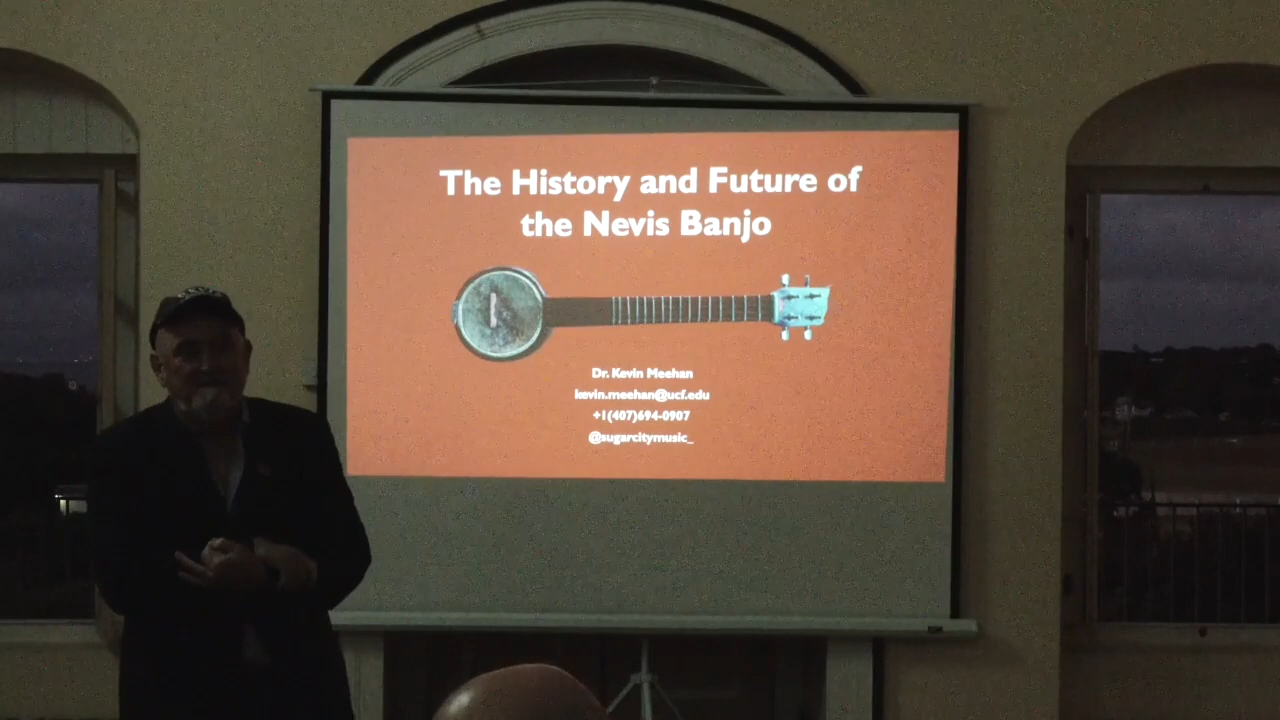 The History and Future of
the Nevis Banjo
Dr. Kevin Meehan
kevin.meehan@ucf.edu
+1(407)694-0907
@sugarcitymusic_